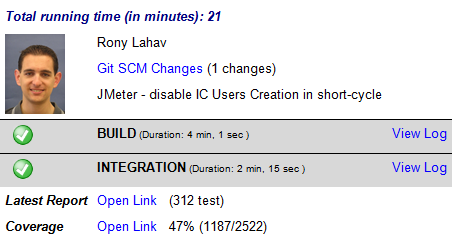 Total running time (in minutes): 21
Rony Lahav
Git SCM Changes (1 changes)
JMeter - disable IC Users Creation in short-cycle
BUILD (Duration: 4 min, 1 sec ) View Log
INTEGRATION (Duration: 2 min, 15 sec ) View Log
Latest Report Open Link (312 test)
Coverage Open Link 47% (1187/2522)